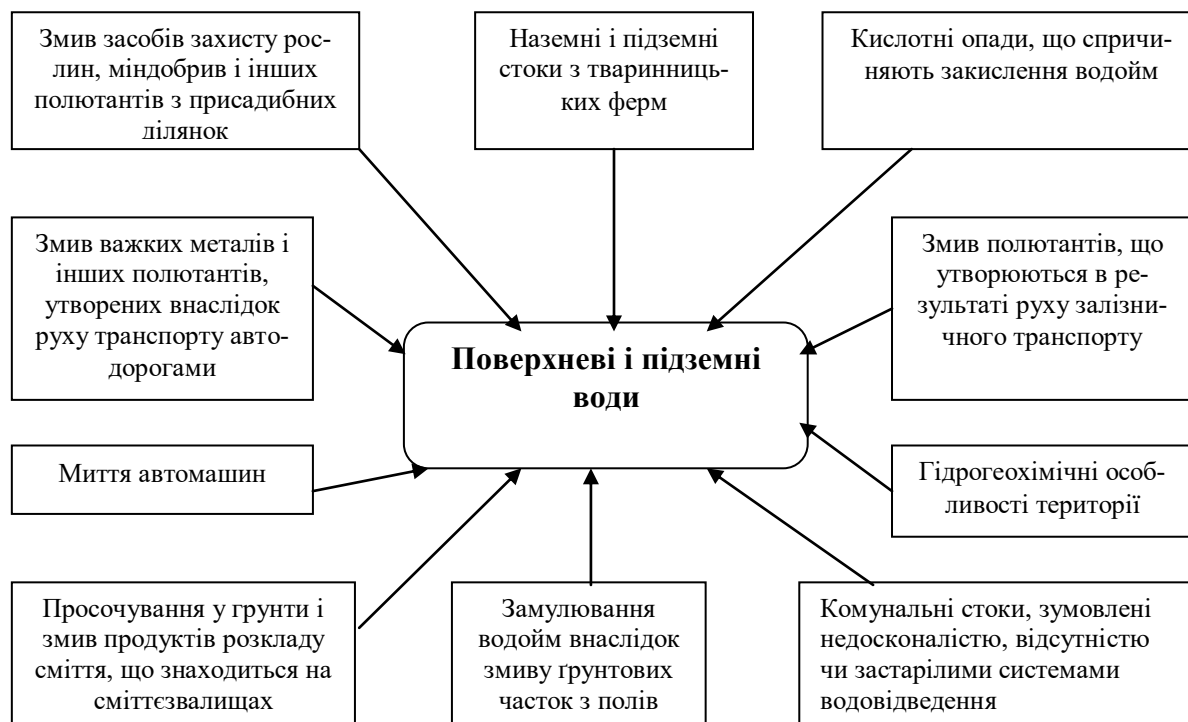 Змив засобів захисту рос-
лин, міндобрив і інших
полютантів з присадибних
ділянок
Наземні і підземні
стоки з тваринниць-
ких ферм
Кислотні опади, що спричи-
няють закислення водойм
Змив важких металів і
інших полютантів,
утворених внаслідок
руху транспорту авто-
дорогами
Змив полютантів, що
утворюються в ре-
зультаті руху залізни-
чного транспорту
Поверхневі і підземні
води
Миття автомашин
Гідрогеохімічні особ-
ливості території
Просочування у грунти і
змив продуктів розкладу
сміття, що знаходиться на
сміттєзвалищах
Замулювання
водойм внаслідок
змиву ґрунтових
часток з полів
Комунальні стоки, зумовлені
недосконалістю, відсутністю
чи застарілими системами
водовідведення